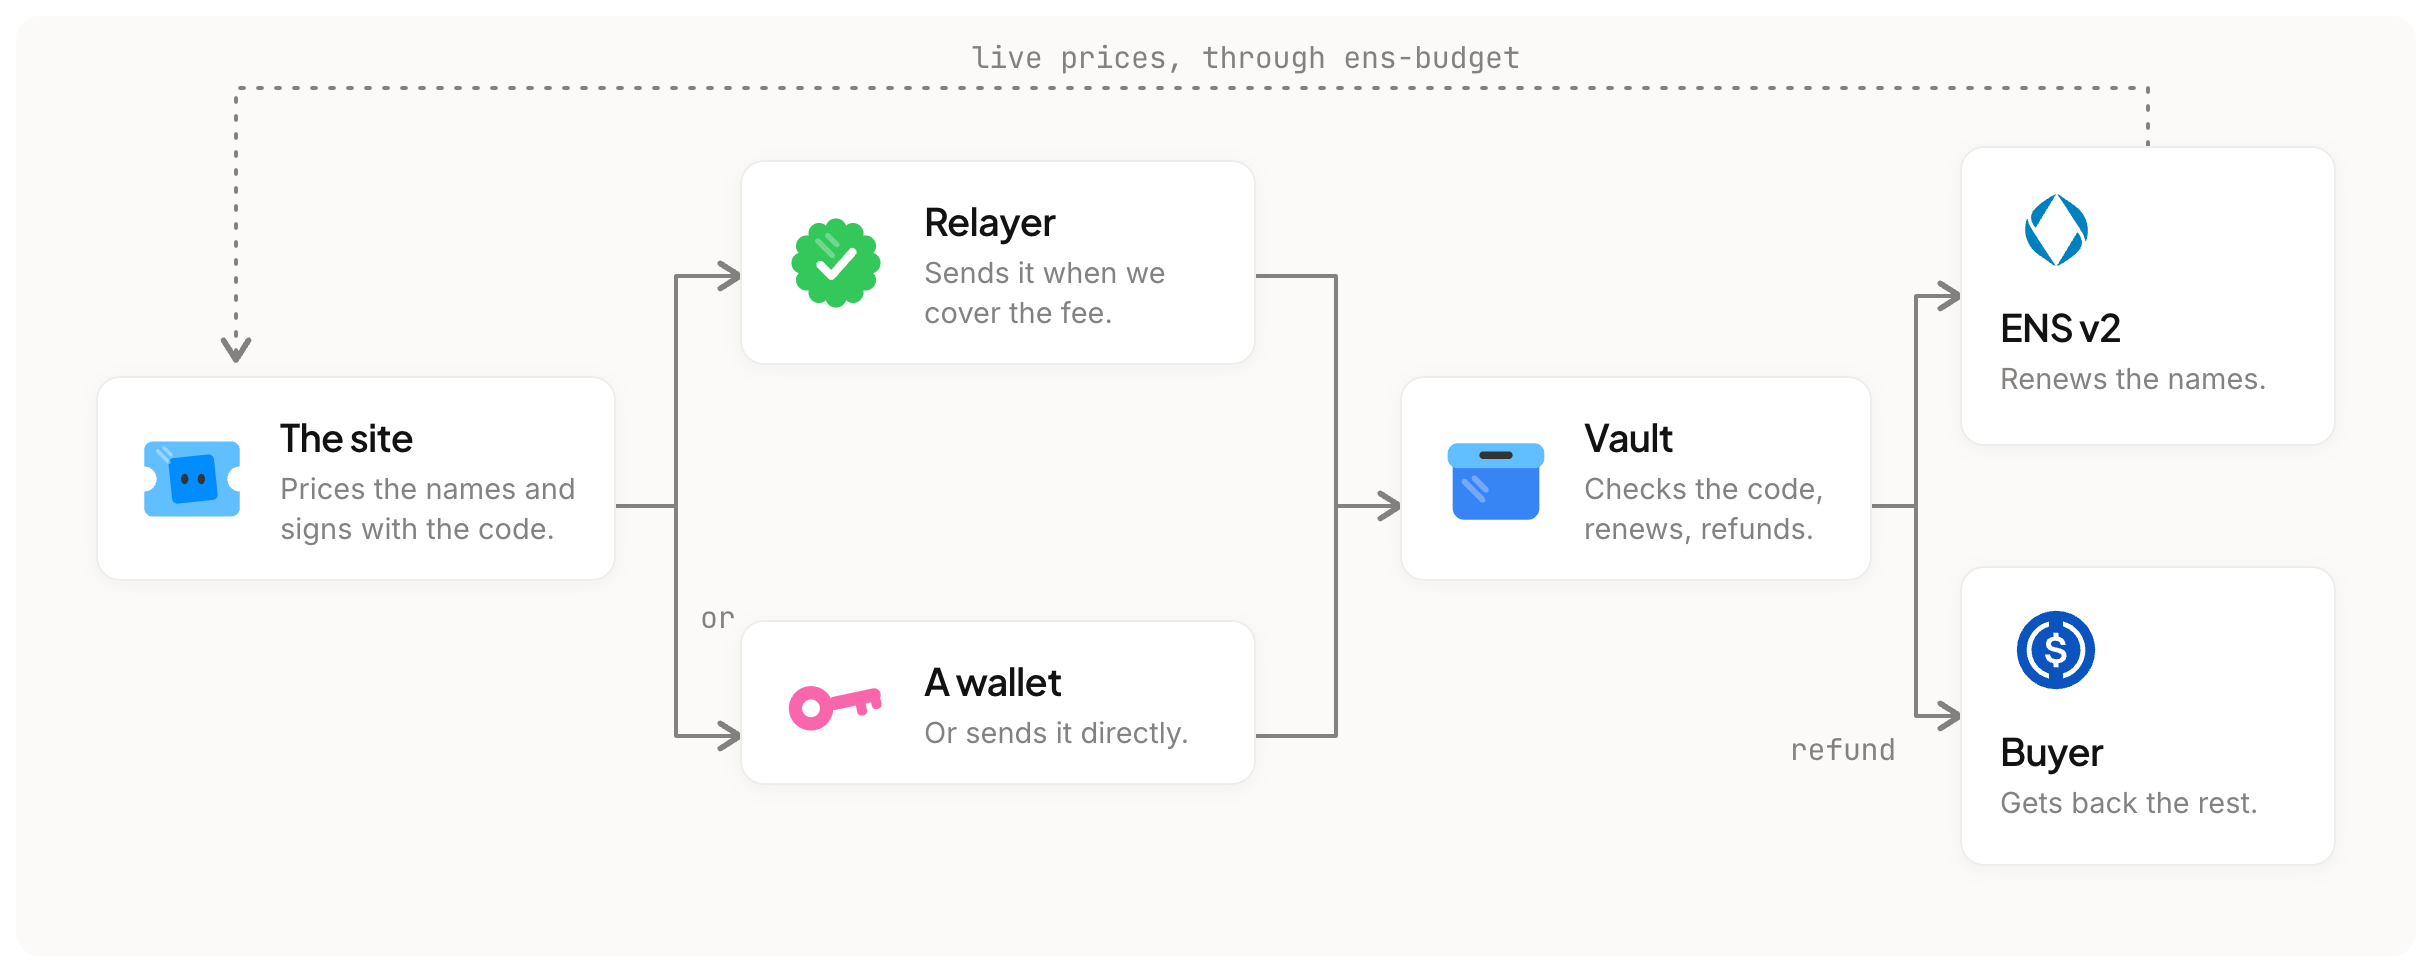 live prices, through ens-budget
Relayer
Sends it when we
cover the fee.
ENS v2
Renews the names.
The site
Prices the names and
signs with the code.
Vault
Checks the code,
renews, refunds.
or
A wallet
Or sends it directly.
refund
$
Buyer
Gets back the rest.